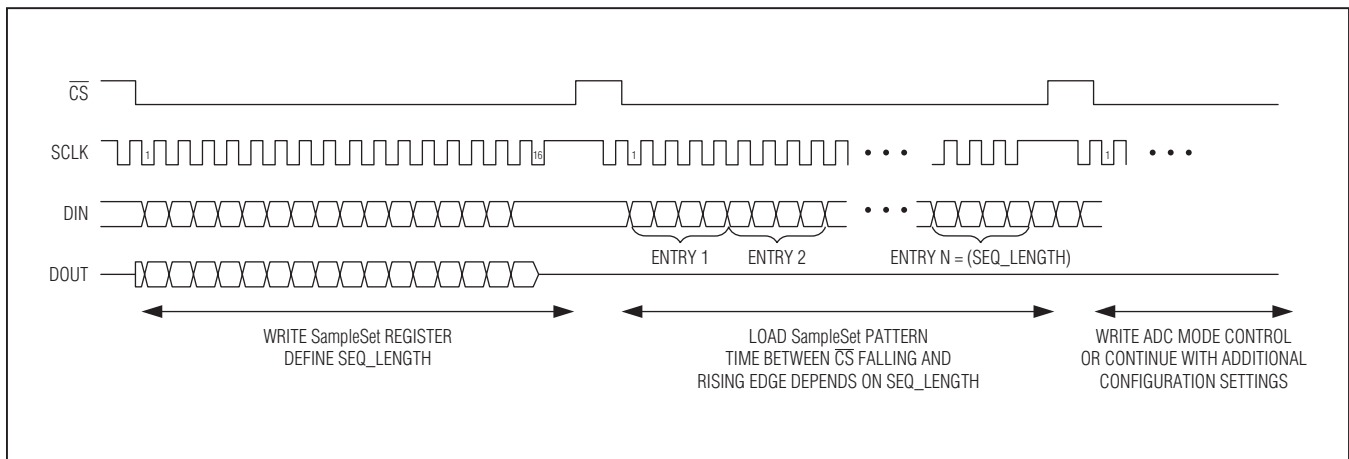 CS
SCLK
1
16
1
• • •
1
• • •
DIN
• • •
ENTRY 1
ENTRY 2
ENTRY N = (SEQ_LENGTH)
DOUT
WRITE SampleSet REGISTER
DEFINE SEQ_LENGTH
LOAD SampleSet PATTERN
TIME BETWEEN CS FALLING AND
RISING EDGE DEPENDS ON SEQ_LENGTH
WRITE ADC MODE CONTROL
OR CONTINUE WITH ADDITIONAL
CONFIGURATION SETTINGS